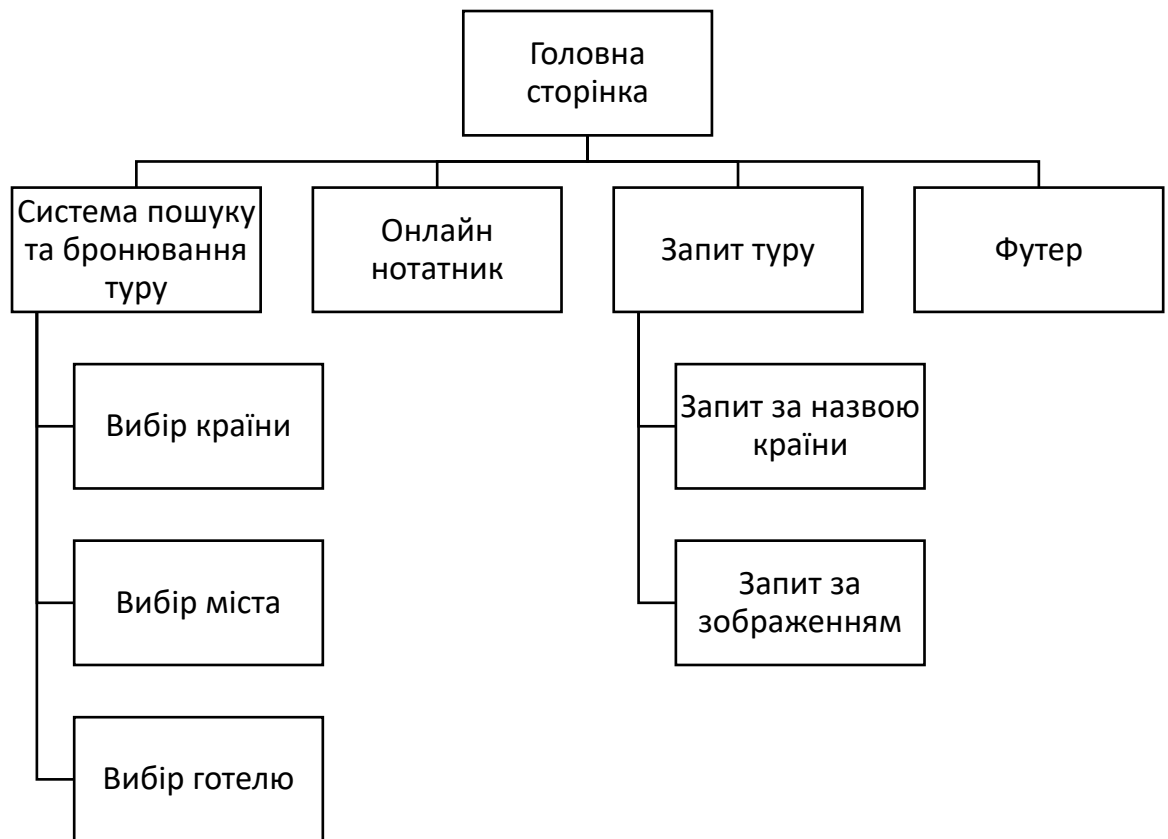 Головна
сторінка
Система пошуку
та бронювання
туру
Онлайн
нотатник
Запит туру
Футер
Вибір країни
Вибір міста
Вибір готелю
Запит за назвою
країни
Запит за
зображенням